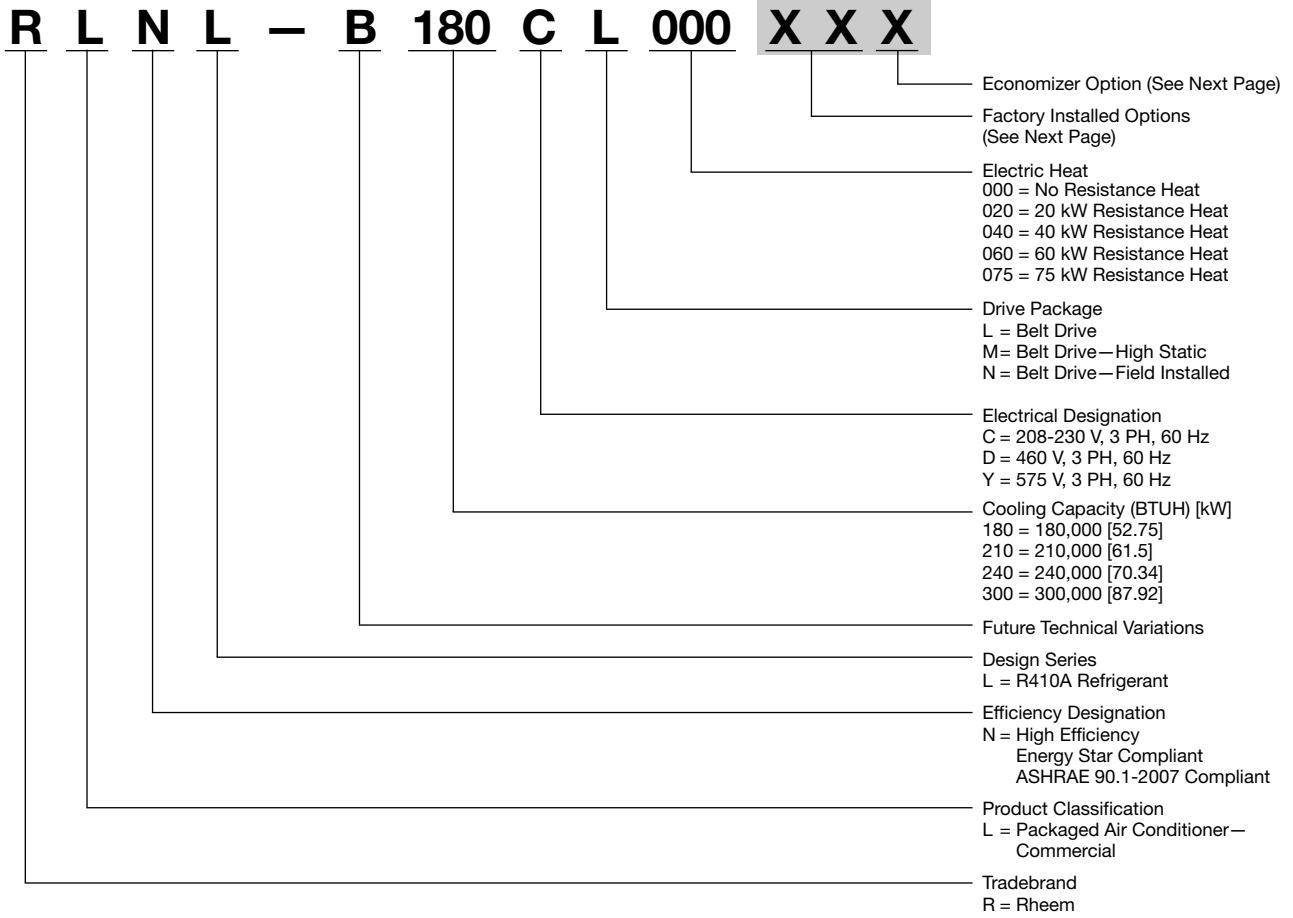 R L N L — B 180 C L 000 X X X
Economizer Option (See Next Page)
Factory Installed Options
(See Next Page)
Electric Heat
000 = No Resistance Heat
020 = 20 kW Resistance Heat
040 = 40 kW Resistance Heat
060 = 60 kW Resistance Heat
075 = 75 kW Resistance Heat
Drive Package
L = Belt Drive
M= Belt Drive—High Static
N = Belt Drive—Field Installed
Electrical Designation
C = 208-230 V, 3 PH, 60 Hz
D = 460 V, 3 PH, 60 Hz
Y = 575 V, 3 PH, 60 Hz
Cooling Capacity (BTUH) [kW]
180 = 180,000 [52.75]
210 = 210,000 [61.5]
240 = 240,000 [70.34]
300 = 300,000 [87.92]
Future Technical Variations
Design Series
L = R410A Refrigerant
Efficiency Designation
N = High Efficiency
Energy Star Compliant
ASHRAE 90.1-2007 Compliant
Product Classification
L = Packaged Air Conditioner—
Commercial
Tradebrand
R = Rheem